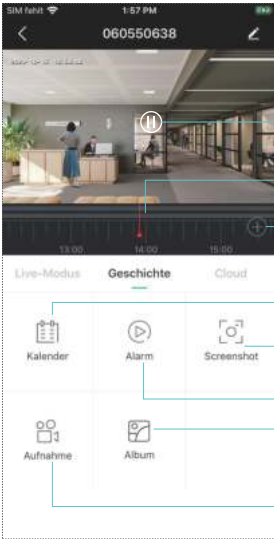 SIM fehlt 1:57 PM
060550638
13:00 14:00 15:00
Live-Modus Geschichte Cloud
Kalender Alarm Screenshot
Aufnahme Album